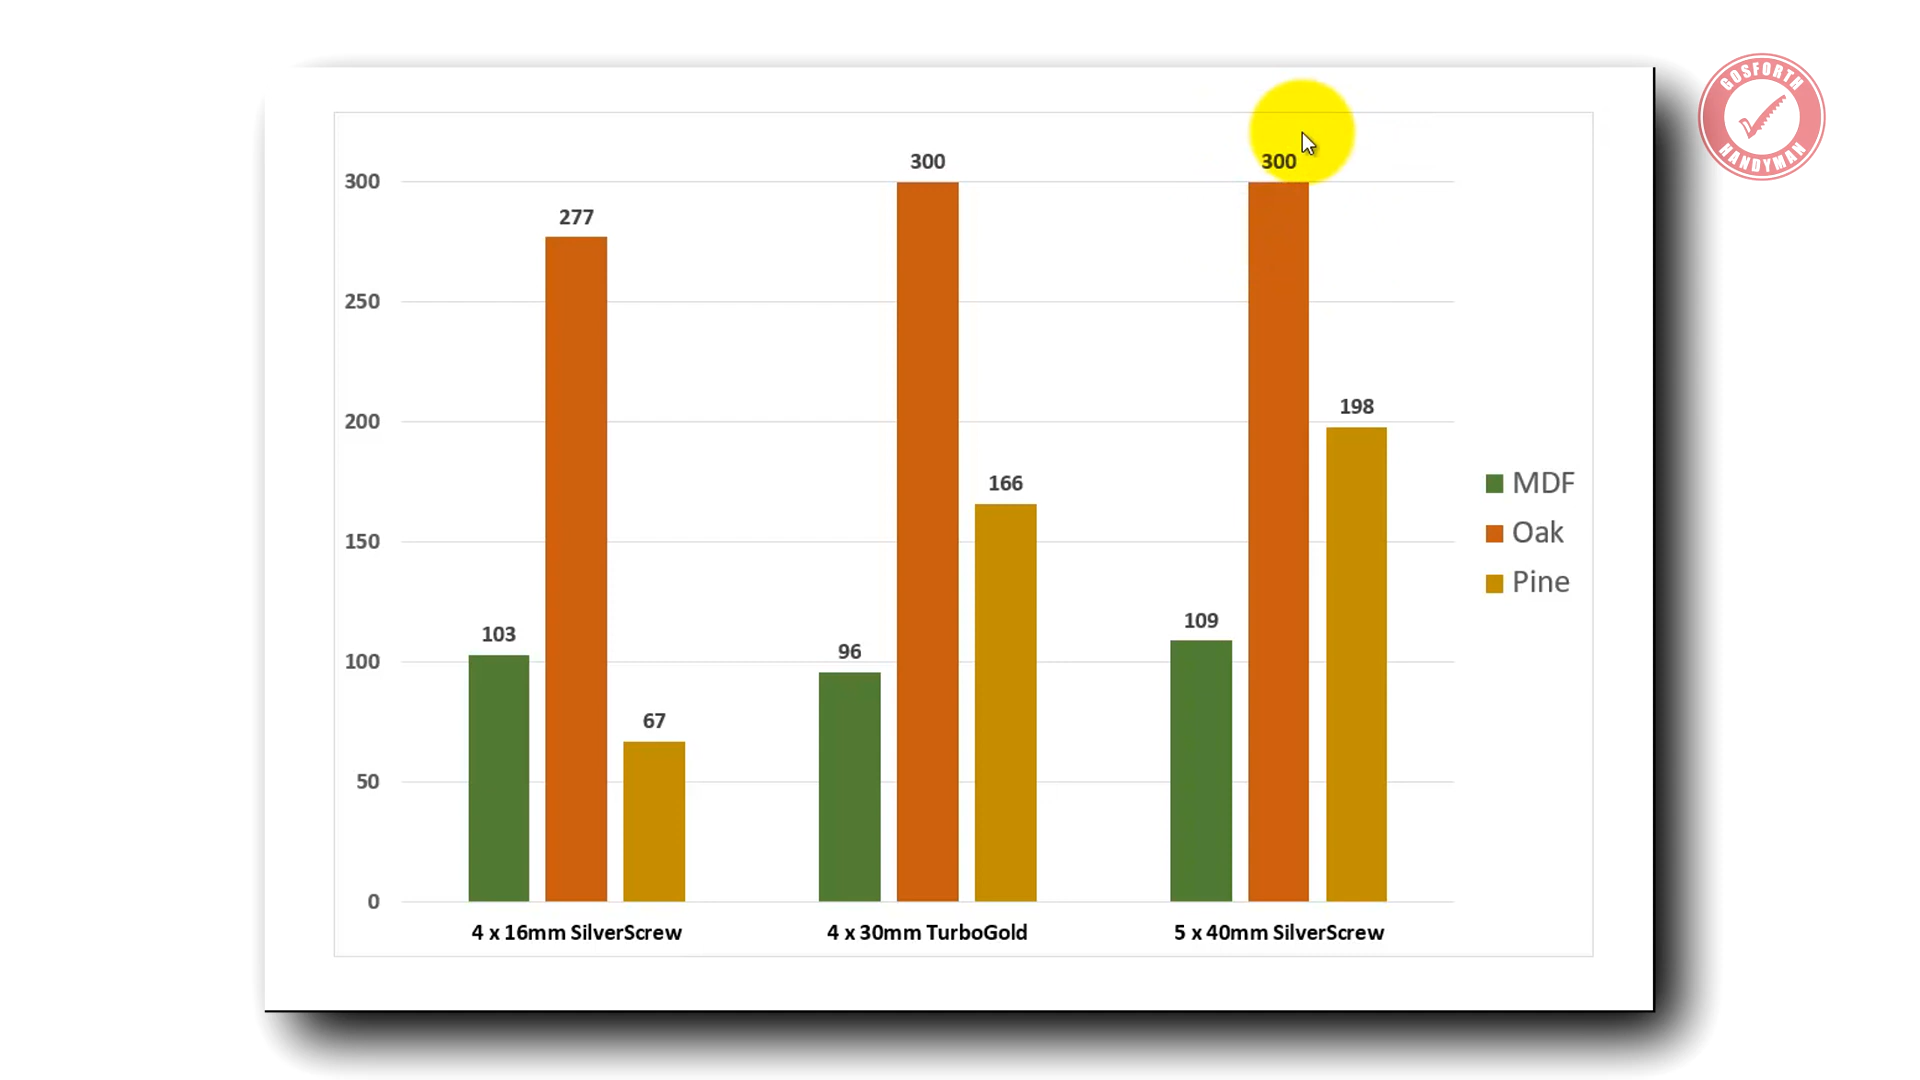 GOSFORTH
HANDYMAN
300
250
200
150
100
50
0
103
277
67
96
300
166
109
300
198
4 x 16mm SilverScrew
4 x 30mm TurboGold
5 x 40mm SilverScrew
MDF
Oak
Pine